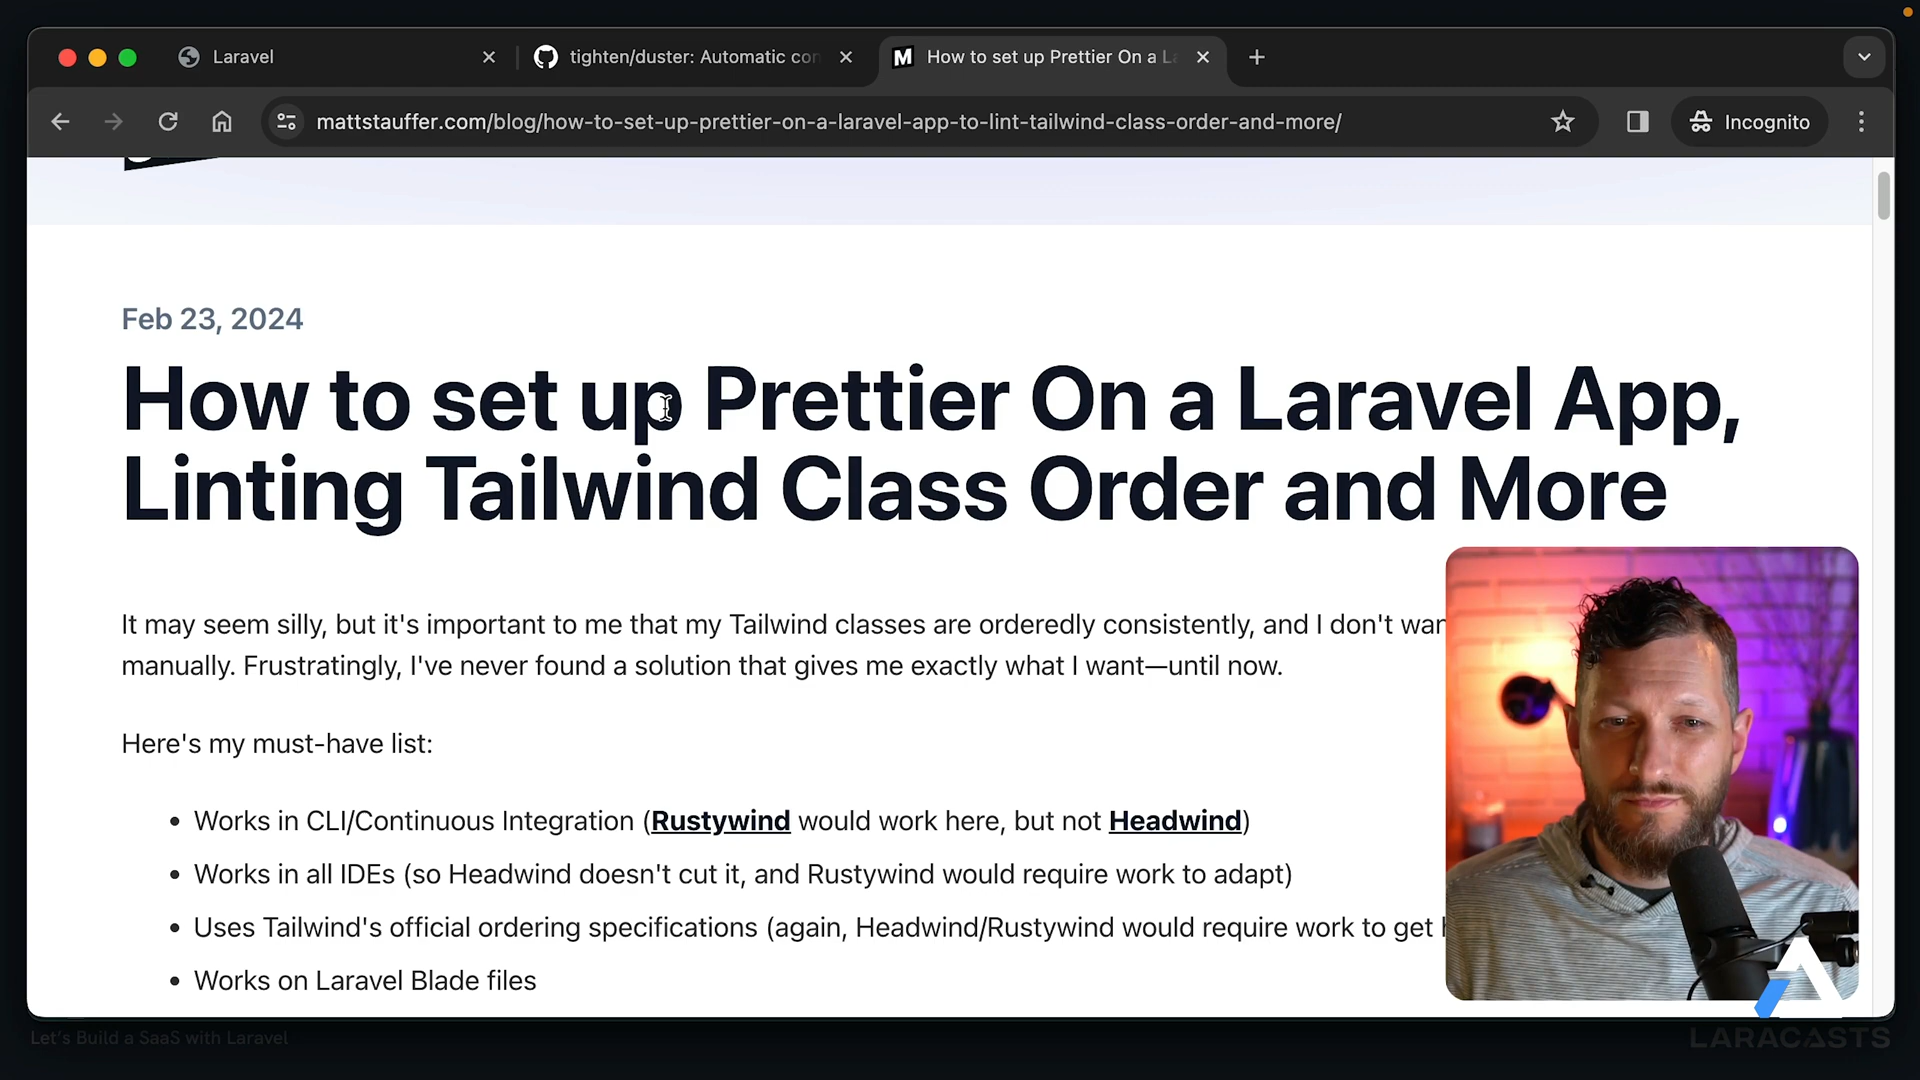 Laravel
tighten/duster: Automatic con
How to set up Prettier On a La
mattstauffer.com/blog/how-to-set-up-prettier-on-a-laravel-app-to-lint-tailwind-class-order-and-more/
Incognito
Feb 23, 2024
How to set up Prettier On a Laravel App,
Linting Tailwind Class Order and More
It may seem silly, but it's important to me that my Tailwind classes are orderedly consistently, and I don't wan
manually. Frustratingly, I've never found a solution that gives me exactly what I want—until now.
Here's my must-have list:
• Works in CLI/Continuous Integration (Rustywind would work here, but not Headwind)
• Works in all IDEs (so Headwind doesn't cut it, and Rustywind would require work to adapt)
• Uses Tailwind's official ordering specifications (again, Headwind/Rustywind would require work to get
• Works on Laravel Blade files
Let's Build a SaaS with Laravel
LARACASTS